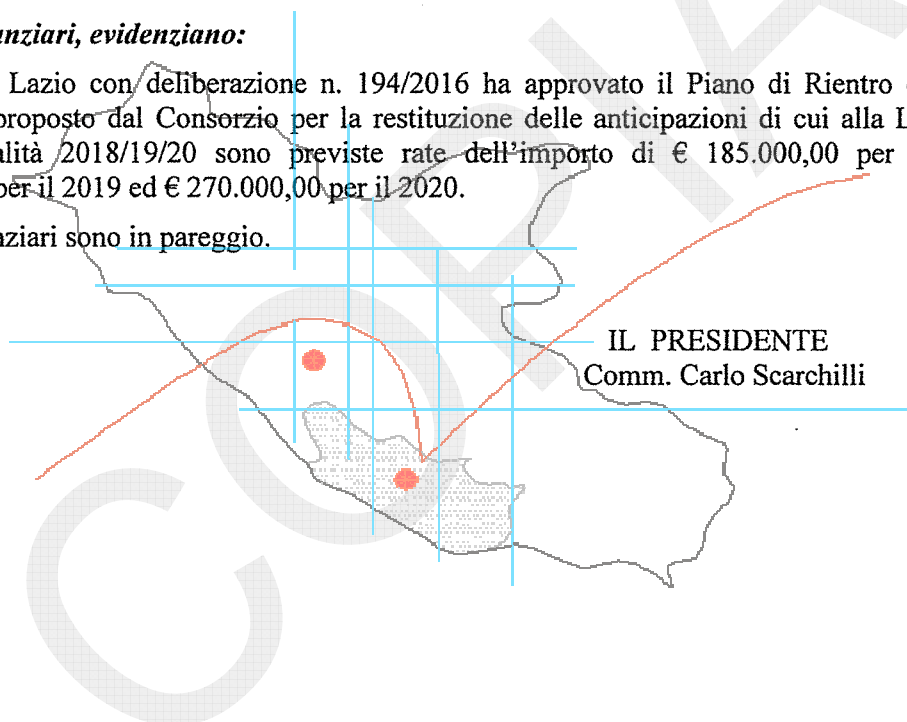 nziari, evidenziano:
Lazio con deliberazione n. 194/2016 ha approvato il Piano di Rientro
proposto dal Consorzio per la restituzione delle anticipazioni di cui alla L
alità 2018/19/20 sono previste rate dell'importo di € 185.000,00 per
per il 2019 ed € 270.000,00 per il 2020.
nziari sono in pareggio.
IL PRESIDENTE
Comm. Carlo Scarchilli
COPIA